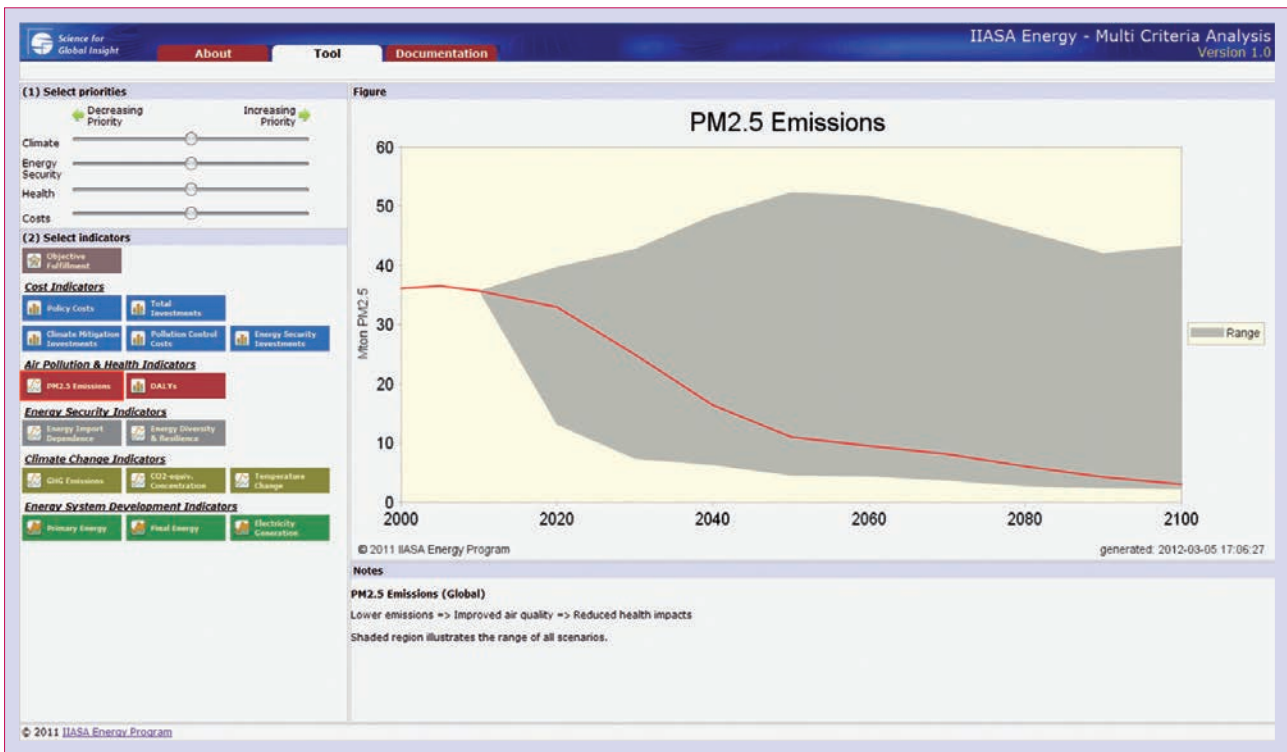 Science for
Global Insight
About
Tool
Documentation
IIASA Energy - Multi Criteria Analysis
Version 1.0
(1) Select priorities
Decreasing
Priority
Increasing
Priority
Climate
Energy
Security
Health
Costs
(2) Select indicators
Objective
Fulfillment
Cost Indicators
Policy Costs
Total
Investments
Climate Mitigation
Investments
Pollution Control
Costs
Energy Security
Investments
Air Pollution & Health Indicators
PM2.5 Emissions
DALYs
Energy Security Indicators
Energy Import
Dependence
Energy Diversity
& Resilience
Climate Change Indicators
GHG Emissions
CO2-equiv.
Concentration
Temperature
Change
Energy System Development Indicators
Primary Energy
Final Energy
Electricity
Generation
Figure
PM2.5 Emissions
Mton PM2.5
60
50
40
30
20
10
0
2000
2020
2040
2060
2080
2100
Range
© 2011 IIASA Energy Program
generated: 2012-03-05 17:06:27
Notes
PM2.5 Emissions (Global)
Lower emissions => Improved air quality => Reduced health impacts
Shaded region illustrates the range of all scenarios.
© 2011 IIASA Energy Program